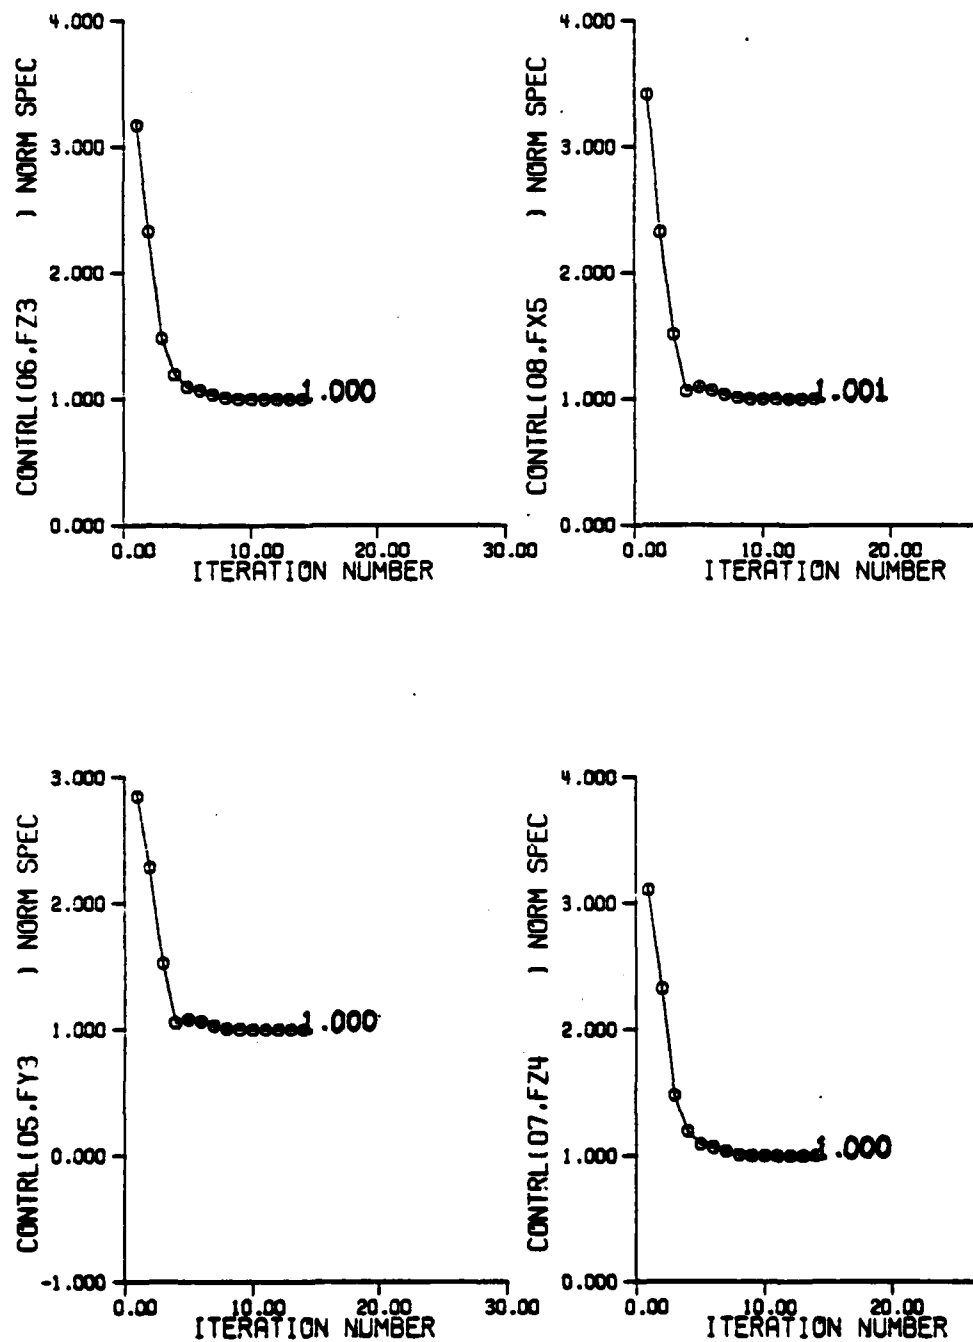 CONTRL(06,FZ3 ) NORM SPEC
4.000
3.000
2.000
1.000
0.000
1.000
0.00 10.00 20.00 30.00
ITERATION NUMBER
CONTRL(08,FX5 ) NORM SPEC
4.000
3.000
2.000
1.000
0.000
1.001
0.00 10.00 20.00
ITERATION NUMBER
CONTRL(05,FY3 ) NORM SPEC
3.000
2.000
1.000
0.000
-1.000
1.000
0.00 10.00 20.00 30.00
ITERATION NUMBER
CONTRL(07,FZ4 ) NORM SPEC
4.000
3.000
2.000
1.000
0.000
1.000
0.00 10.00 20.00
ITERATION NUMBER